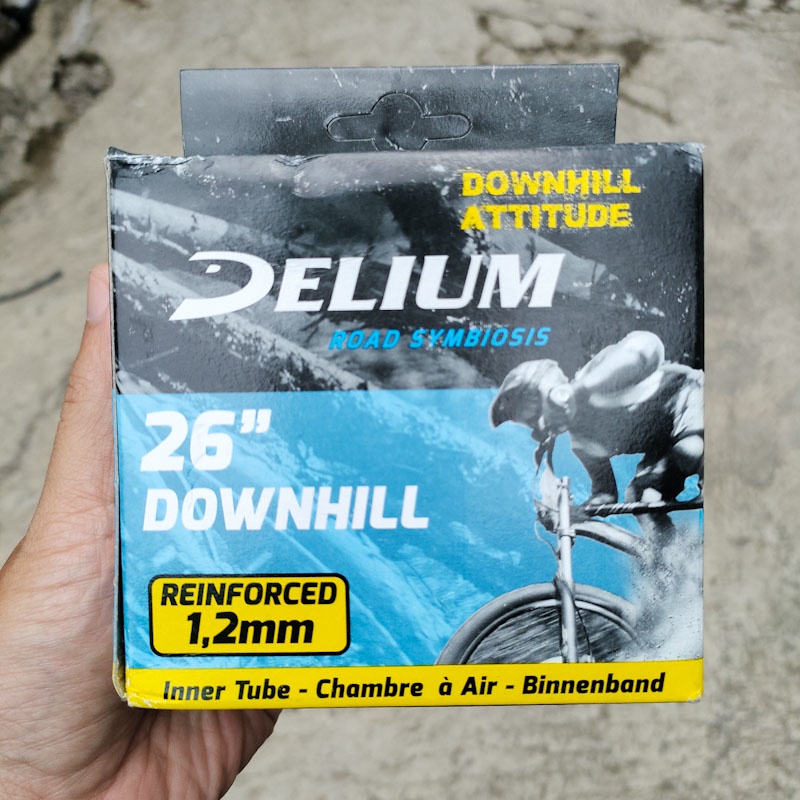 DOWNHILL
ATTITUDE
DELIUM
ROAD SYMBIOSIS
26”
DOWNHILL
REINFORCED
1,2mm
Inner Tube - Chambre à Air - Binnenband